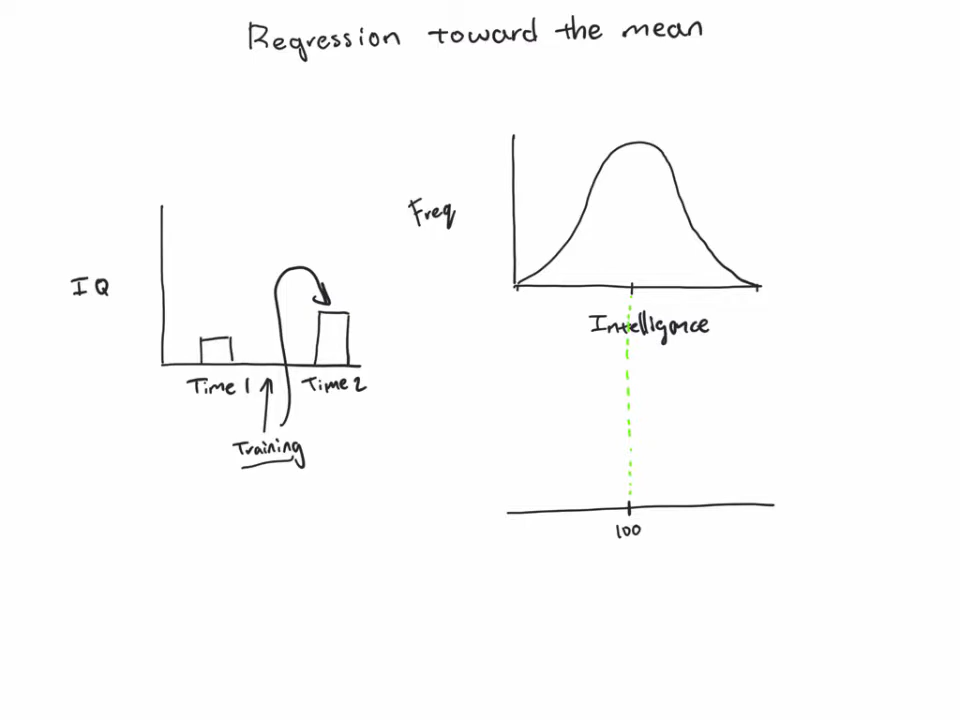 Regression toward the mean
Freq
IQ
Intelligence
Time 1
Time 2
Training
100